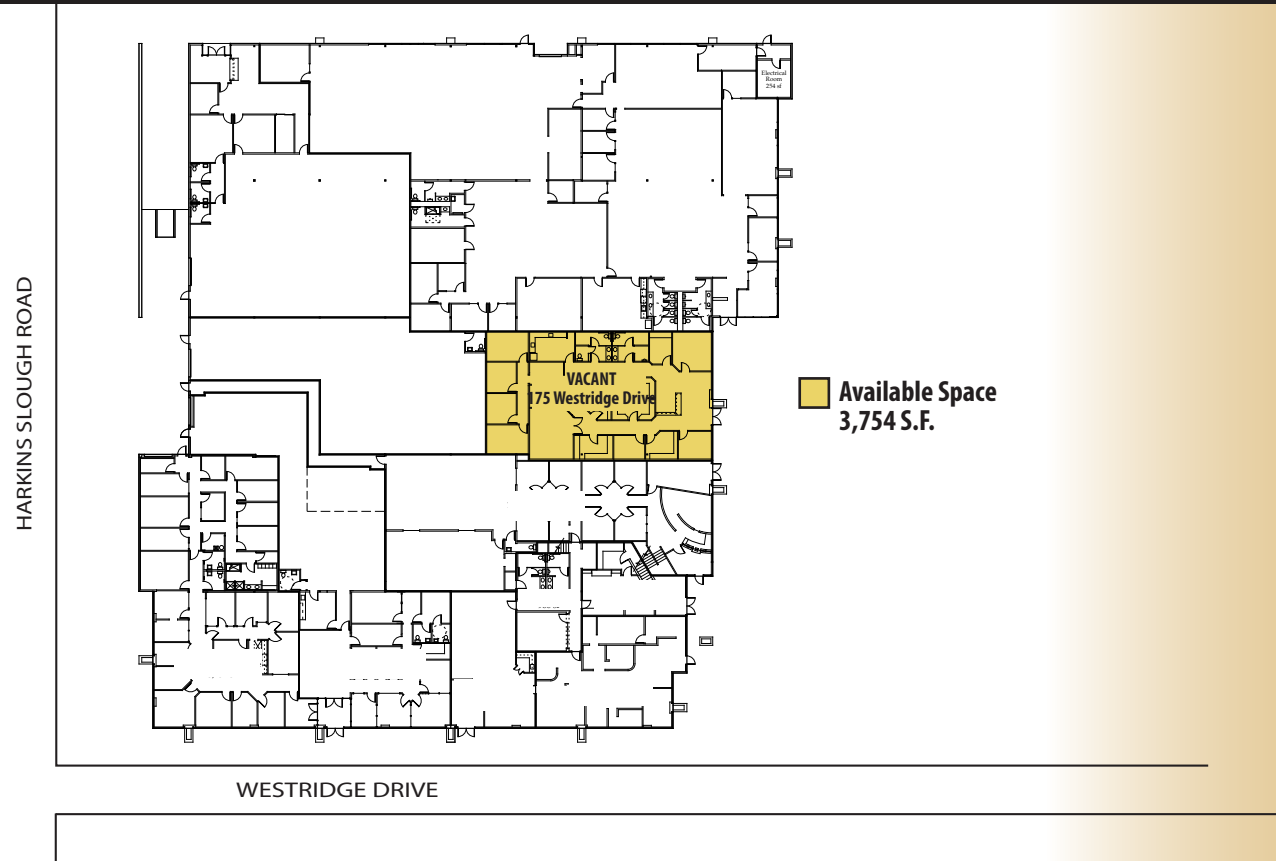 Electrical
Room
254 sf
HARKINS SLOUGH ROAD
VACANT
175 Westridge Drive
Available Space
3,754 S.F.
WESTRIDGE DRIVE